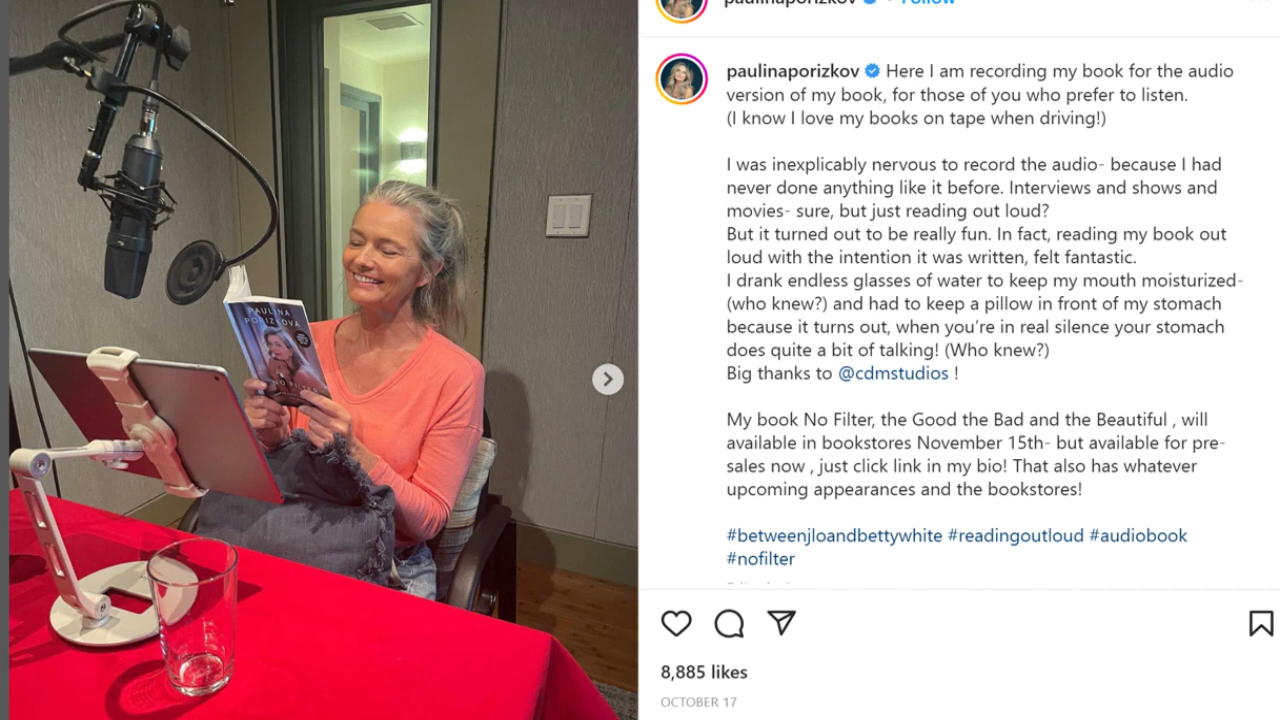 PAULINA
PORIZKOVA
NO FILTER
paulinaporizkov • Follow
paulinaporizkov Here I am recording my book for the audio
version of my book, for those of you who prefer to listen.
(I know I love my books on tape when driving!)
I was inexplicably nervous to record the audio- because I had
never done anything like it before. Interviews and shows and
movies- sure, but just reading out loud?
But it turned out to be really fun. In fact, reading my book out
loud with the intention it was written, felt fantastic.
I drank endless glasses of water to keep my mouth moisturized-
(who knew?) and had to keep a pillow in front of my stomach
because it turns out, when you’re in real silence your stomach
does quite a bit of talking! (Who knew?)
Big thanks to @cdmstudios !
My book No Filter, the Good the Bad and the Beautiful , will
available in bookstores November 15th- but available for pre-
sales now , just click link in my bio! That also has whatever
upcoming appearances and the bookstores!
#betweenjloandbettywhite #readingoutloud #audiobook
#nofilter
8,885 likes
OCTOBER 17